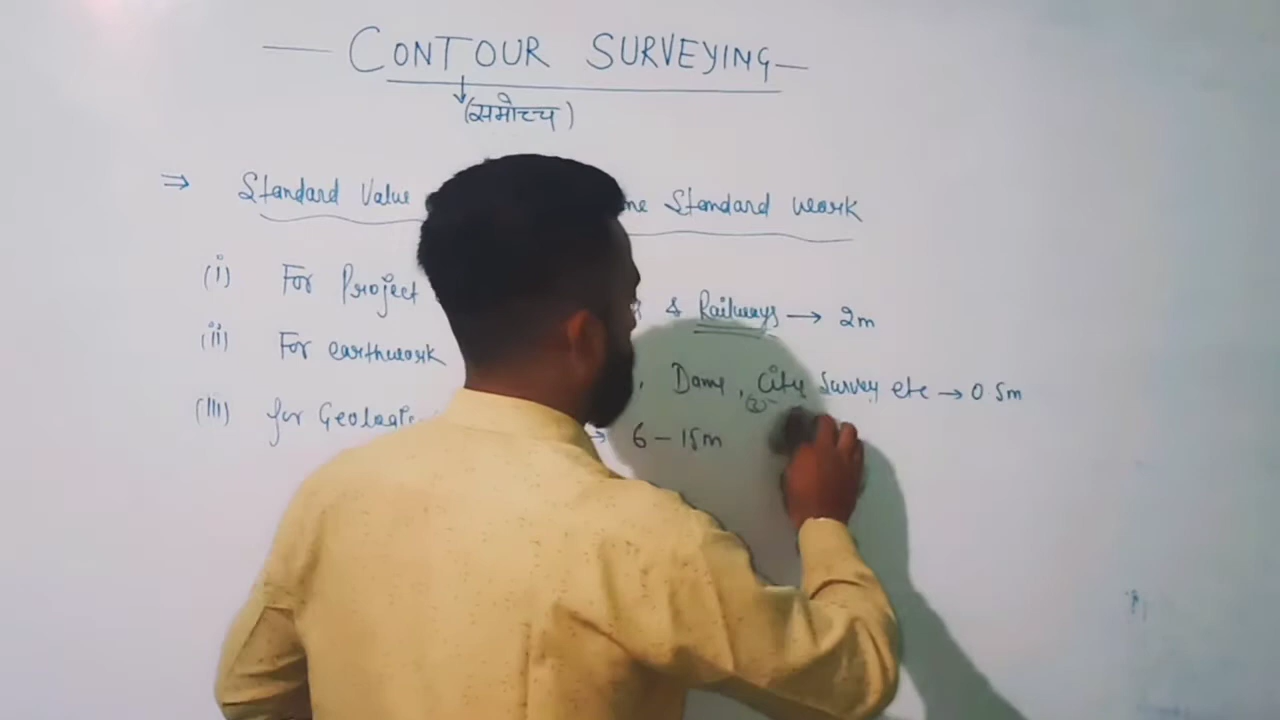 — CONTOUR SURVEYING —
(समोच्च)
⇒ Standard Value Standard work
(i) For Project & Railways → 2m
(ii) For earthwork , Dams, City Survey etc → 0 5m
(iii) for → 6 – 15m